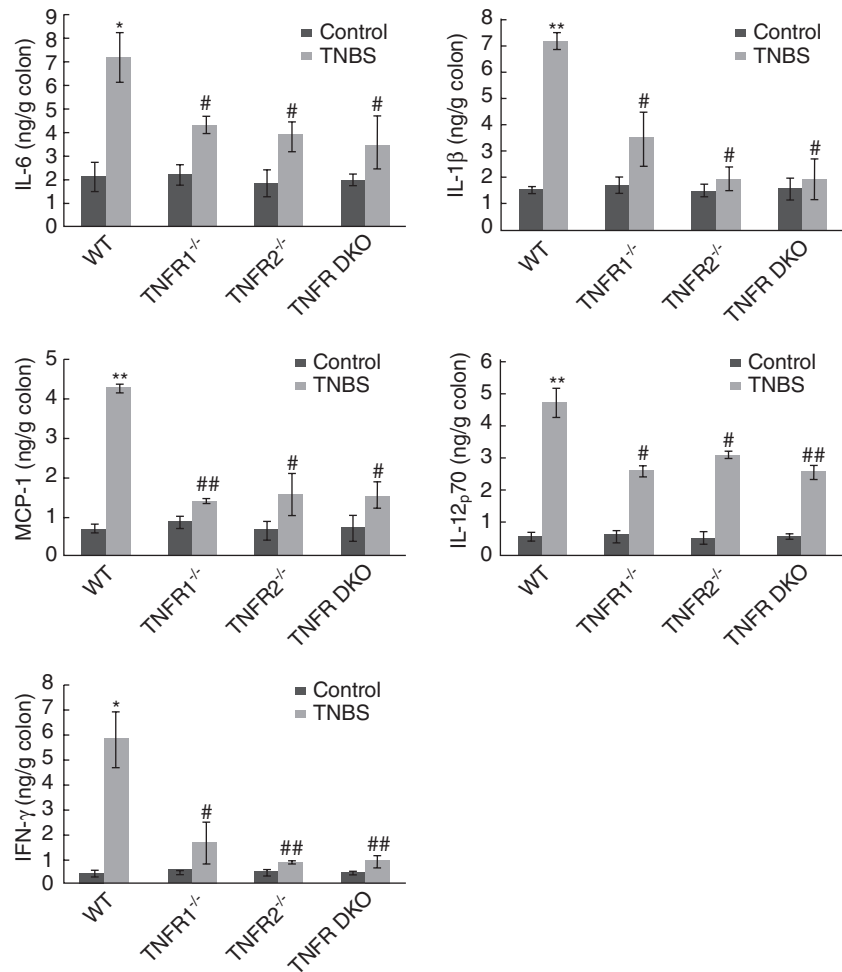 9
8
7
6
5
4
3
2
1
0
IL-6 (ng/g colon)
*
#
#
#
Control
TNBS
WT
TNFR1-/-
TNFR2-/-
TNFR DKO
8
7
6
5
4
3
2
1
0
IL-1β (ng/g colon)
**
#
#
#
Control
TNBS
WT
TNFR1-/-
TNFR2-/-
TNFR DKO
5
4
3
2
1
0
MCP-1 (ng/g colon)
**
##
#
#
Control
TNBS
WT
TNFR1-/-
TNFR2-/-
TNFR DKO
6
5
4
3
2
1
0
IL-12p70 (ng/g colon)
**
#
#
##
Control
TNBS
WT
TNFR1-/-
TNFR2-/-
TNFR DKO
8
7
6
5
4
3
2
1
0
IFN-γ (ng/g colon)
*
#
##
##
Control
TNBS
WT
TNFR1-/-
TNFR2-/-
TNFR DKO